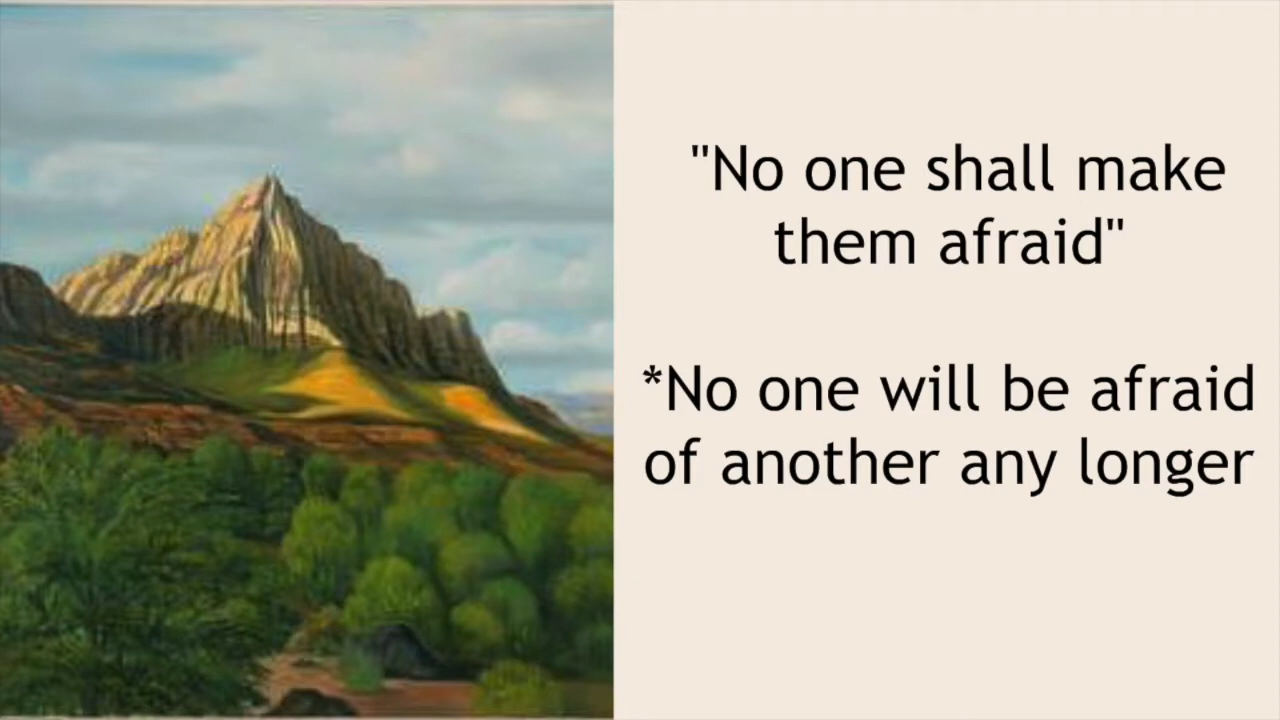 "No one shall make
them afraid"
*No one will be afraid
of another any longer